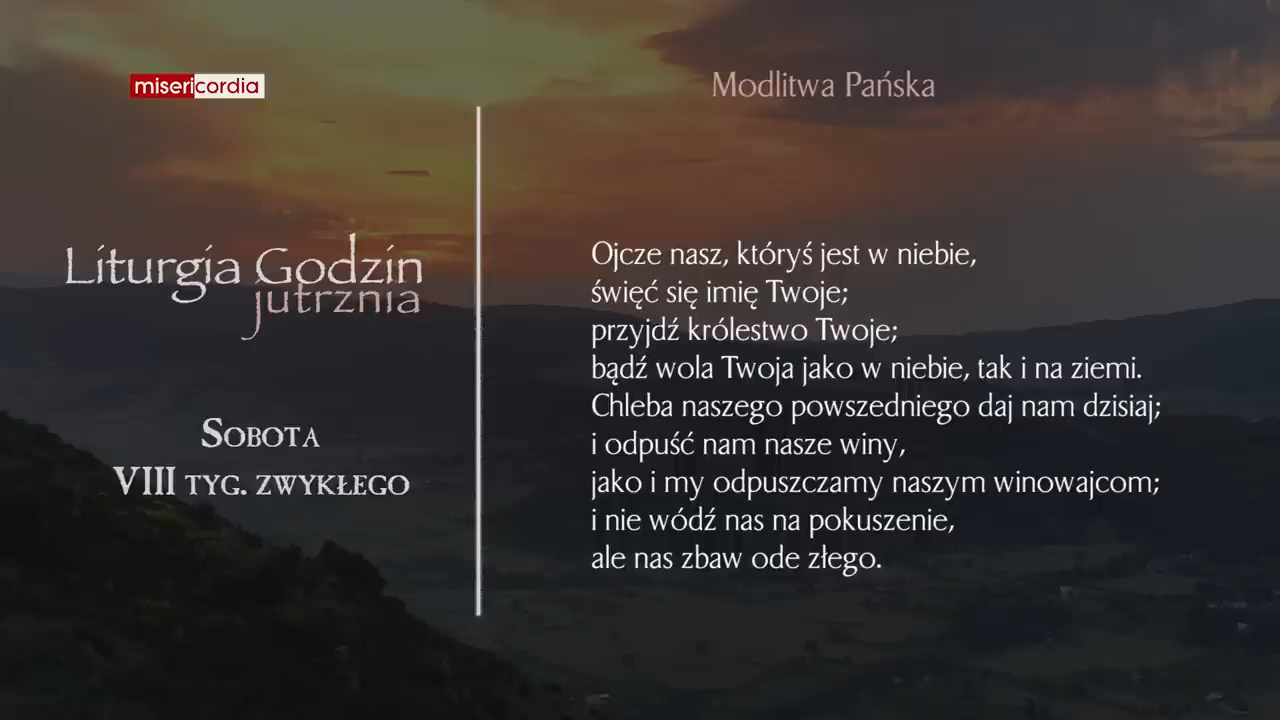 misericordia
Modlitwa Pańska
Liturgia Godzin
jutrznia
Sobota
VIII tyg. zwykłego
Ojcze nasz, któryś jest w niebie,
święć się imię Twoje;
przyjdź królestwo Twoje;
bądź wola Twoja jako w niebie, tak i na ziemi.
Chleba naszego powszedniego daj nam dzisiaj;
i odpuść nam nasze winy,
jako i my odpuszczamy naszym winowajcom;
i nie wódź nas na pokuszenie,
ale nas zbaw ode złego.